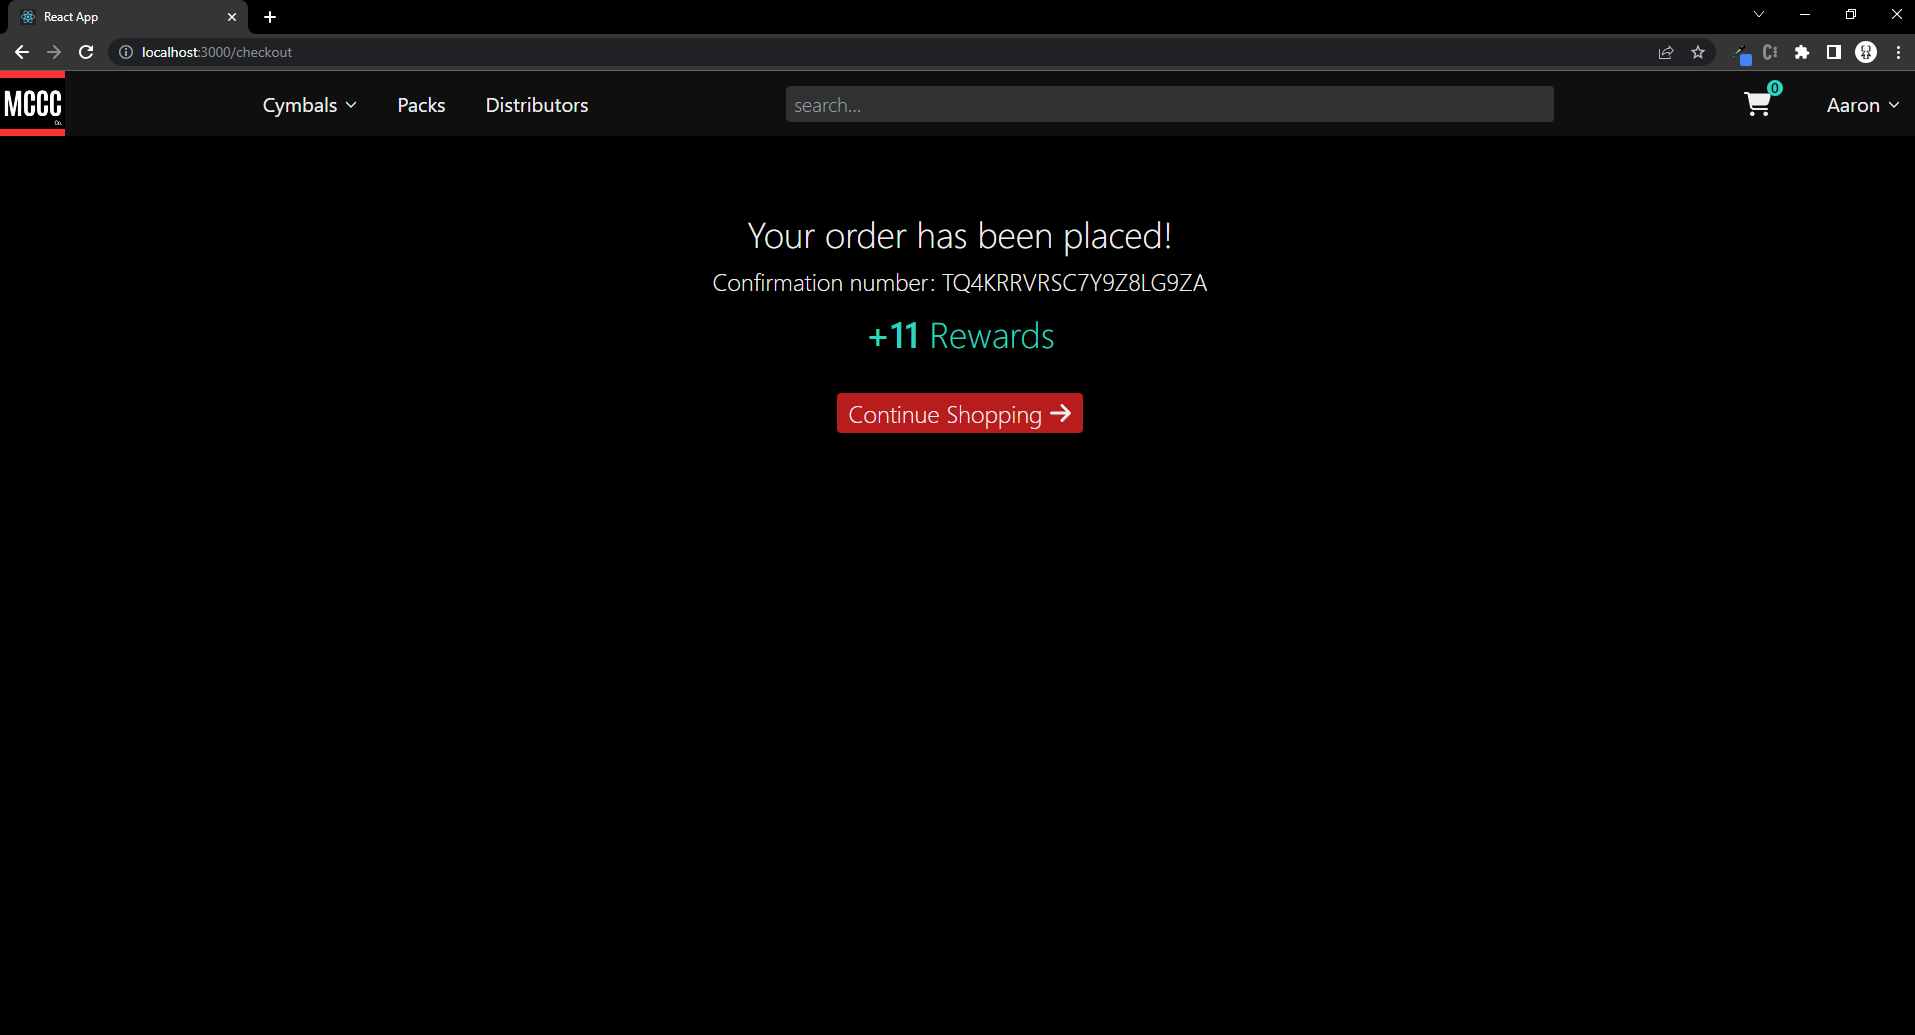 React App
localhost:3000/checkout
MCCC
Co.
Cymbals
Packs
Distributors
search...
0
Aaron
Your order has been placed!
Confirmation number: TQ4KRRVRSC7Y9Z8LG9ZA
+11 Rewards
Continue Shopping